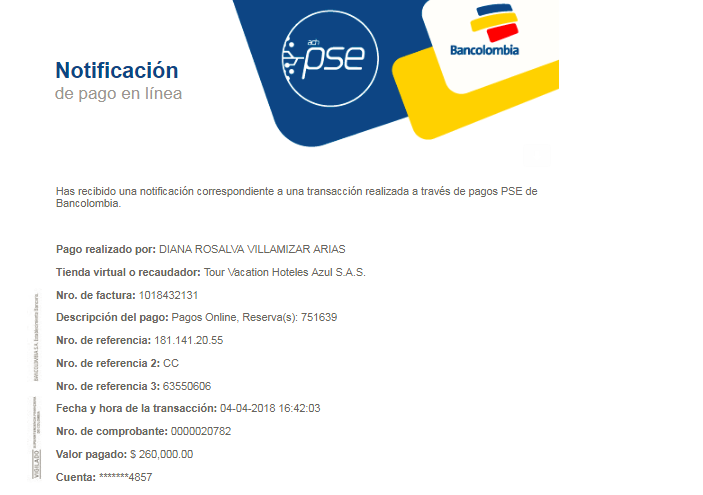 ach
pse
Bancolombia
Notificación
de pago en línea
Has recibido una notificación correspondiente a una transacción realizada a través de pagos PSE de
Bancolombia.
Pago realizado por: DIANA ROSALVA VILLAMIZAR ARIAS
Tienda virtual o recaudador: Tour Vacation Hoteles Azul S.A.S.
Nro. de factura: 1018432131
Descripción del pago: Pagos Online, Reserva(s): 751639
Nro. de referencia: 181.141.20.55
Nro. de referencia 2: CC
Nro. de referencia 3: 63550606
Fecha y hora de la transacción: 04-04-2018 16:42:03
Nro. de comprobante: 0000020782
Valor pagado: $ 260,000.00
Cuenta: *******4857
BANCOLOMBIA S.A. Establecimiento Bancario.
VIGILADO SUPERINTENDENCIA FINANCIERA
DE COLOMBIA